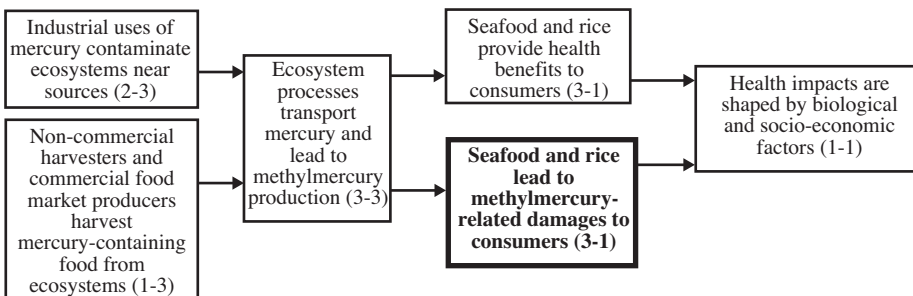 Industrial uses of
mercury contaminate
ecosystems near
sources (2-3)
Non-commercial
harvesters and
commercial food
market producers
harvest
mercury-containing
food from
ecosystems (1-3)
Ecosystem
processes
transport
mercury and
lead to
methylmercury
production (3-3)
Seafood and rice
provide health
benefits to
consumers (3-1)
Seafood and rice
lead to
methylmercury-
related damages to
consumers (3-1)
Health impacts are
shaped by biological
and socio-economic
factors (1-1)